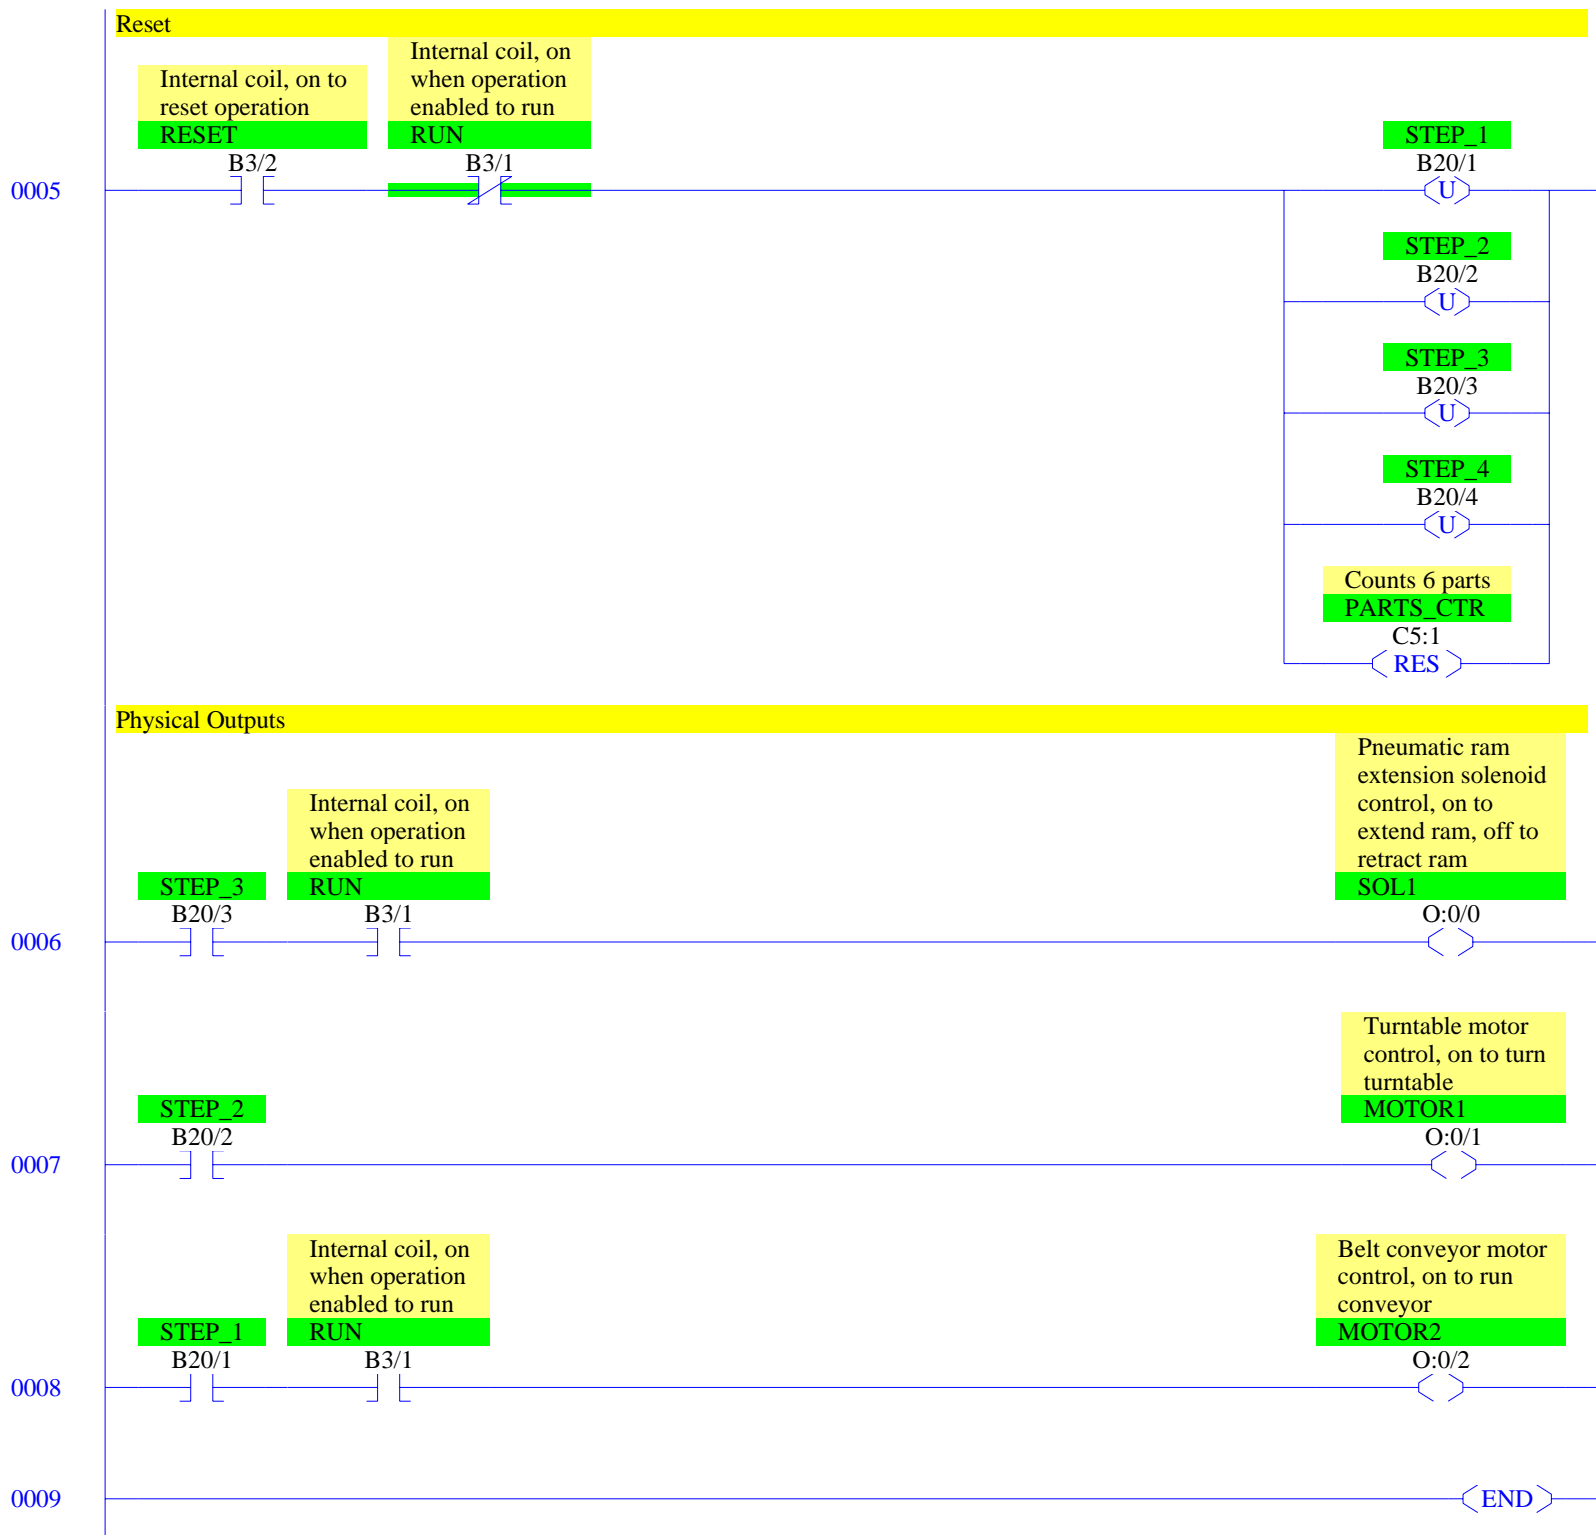 Reset
Internal coil, on to
reset operation
RESET
B3/2
Internal coil, on
when operation
enabled to run
RUN
B3/1
STEP_1
B20/1
0005
U
STEP_2
B20/2
U
STEP_3
B20/3
U
STEP_4
B20/4
U
Counts 6 parts
PARTS_CTR
C5:1
RES
Physical Outputs
STEP_3
B20/3
Internal coil, on
when operation
enabled to run
RUN
B3/1
Pneumatic ram
extension solenoid
control, on to
extend ram, off to
retract ram
SOL1
O:0/0
0006
STEP_2
B20/2
Turntable motor
control, on to turn
turntable
MOTOR1
O:0/1
0007
STEP_1
B20/1
Internal coil, on
when operation
enabled to run
RUN
B3/1
Belt conveyor motor
control, on to run
conveyor
MOTOR2
O:0/2
0008
0009
END